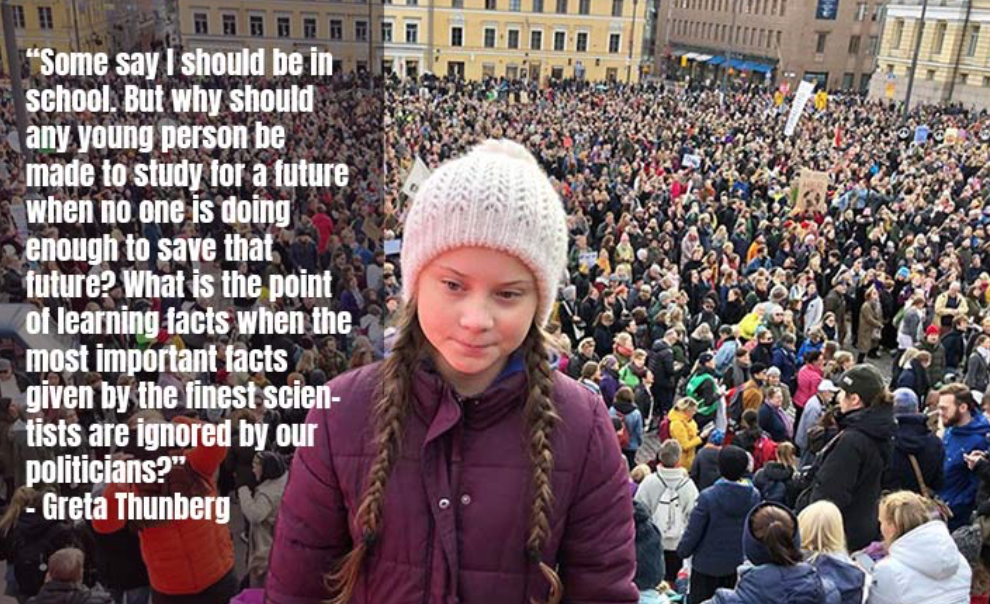 “Some say I should be in
school. But why should
any young person be
made to study for a future
when no one is doing
enough to save that
future? What is the point
of learning facts when the
most important facts
given by the finest scien-
tists are ignored by our
politicians?”
- Greta Thunberg